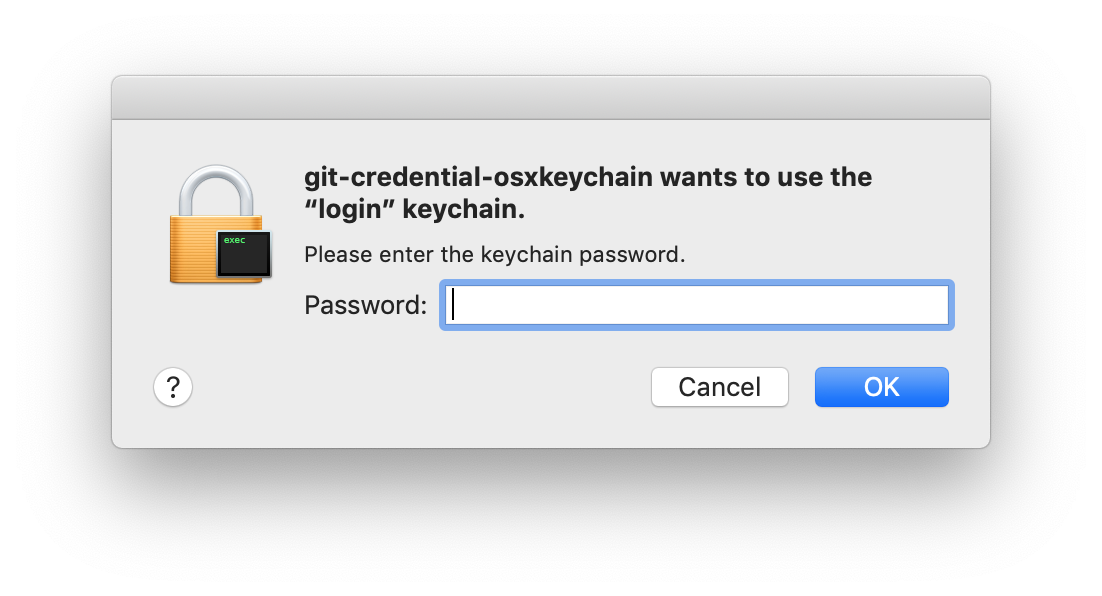 git-credential-osxkeychain wants to use the
“login” keychain.
exec
Please enter the keychain password.
Password:
?
Cancel
OK